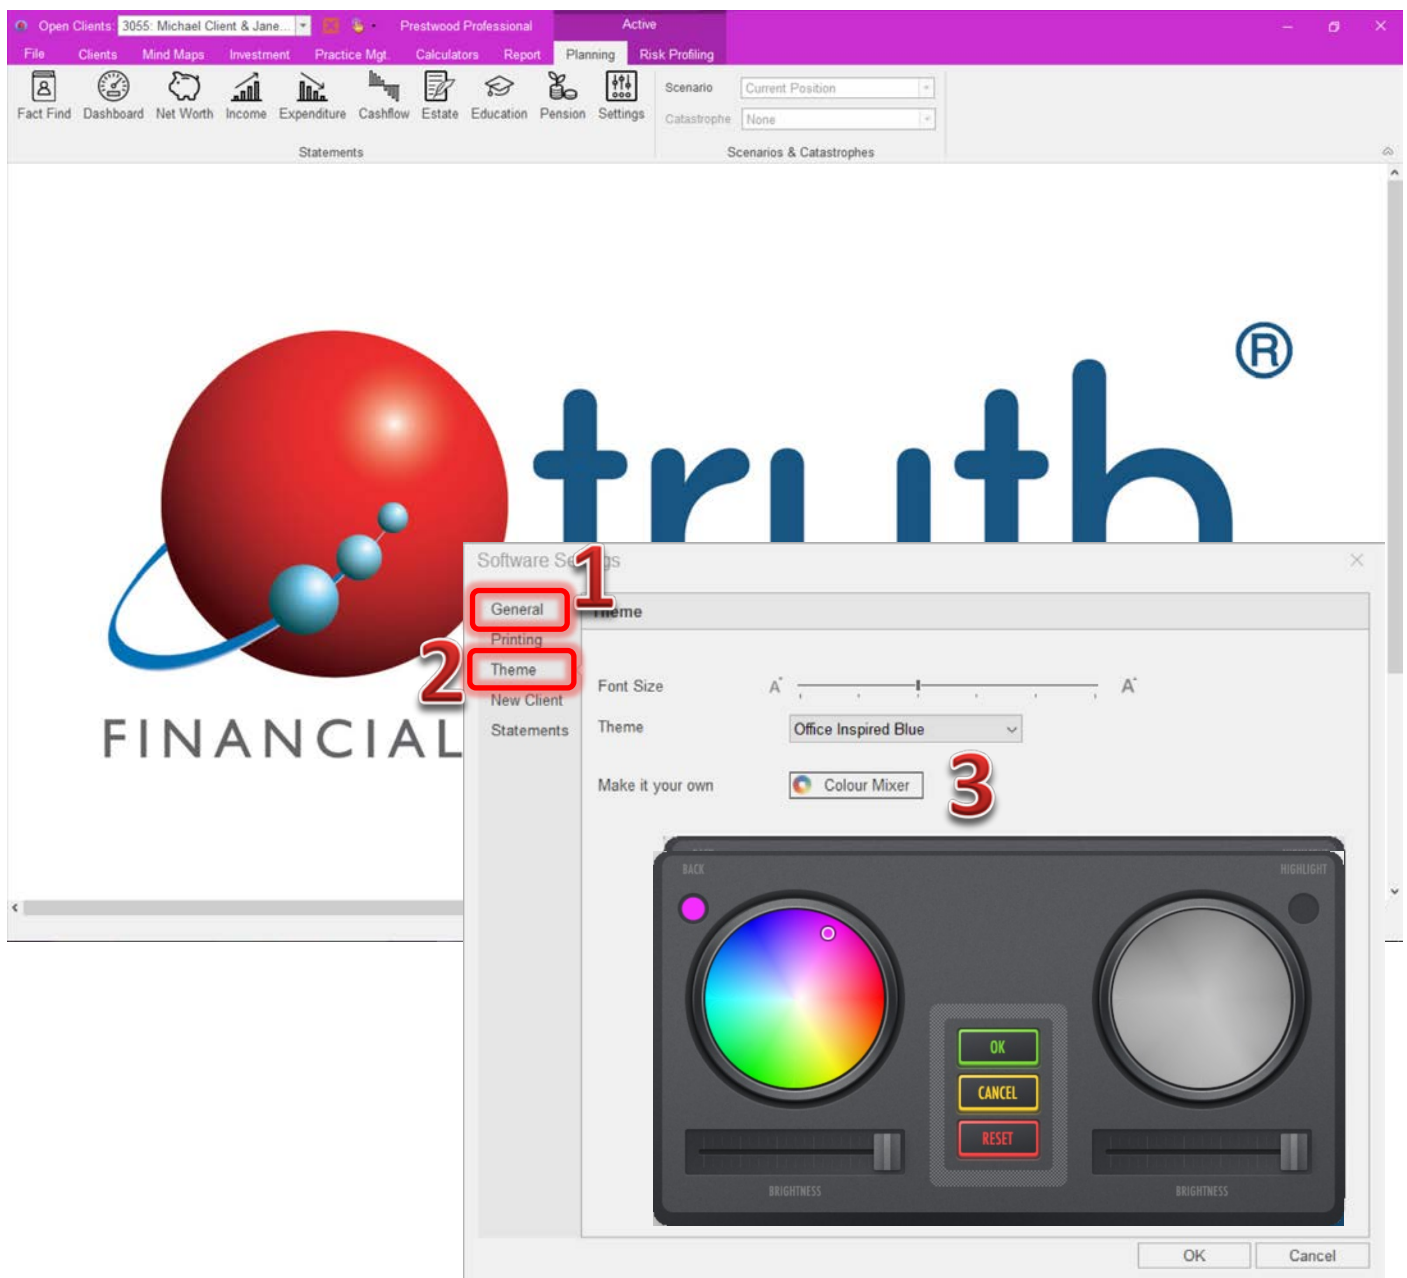 Open Clients: 3055: Michael Client & Jane... Prestwood Professional Active
File Clients Mind Maps Investment Practice Mgt. Calculators Report Planning Risk Profiling
Fact Find Dashboard Net Worth Income Expenditure Cashflow Estate Education Pension Settings
Scenario Current Position
Catastrophe None
Statements Scenarios & Catastrophes
truth ®
FINANCIAL
Software Se gs
1
General
Printing
2
Theme
New Client
Statements
Theme
Font Size A A
Theme Office Inspired Blue
Make it your own Colour Mixer
3
BACK HIGHLIGHT
OK
CANCEL
RESET
BRIGHTNESS BRIGHTNESS
OK Cancel